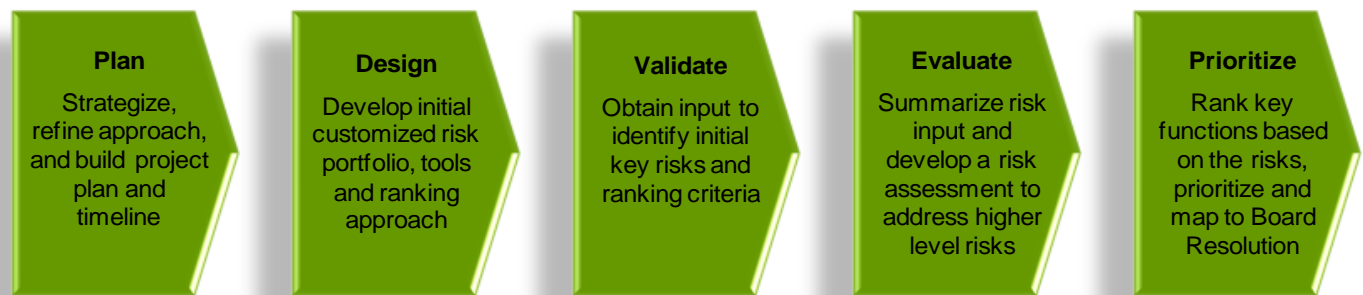 Plan
Strategize,
refine approach,
and build project
plan and
timeline
Design
Develop initial
customized risk
portfolio, tools
and ranking
approach
Validate
Obtain input to
identify initial
key risks and
ranking criteria
Evaluate
Summarize risk
input and
develop a risk
assessment to
address higher
level risks
Prioritize
Rank key
functions based
on the risks,
prioritize and
map to Board
Resolution